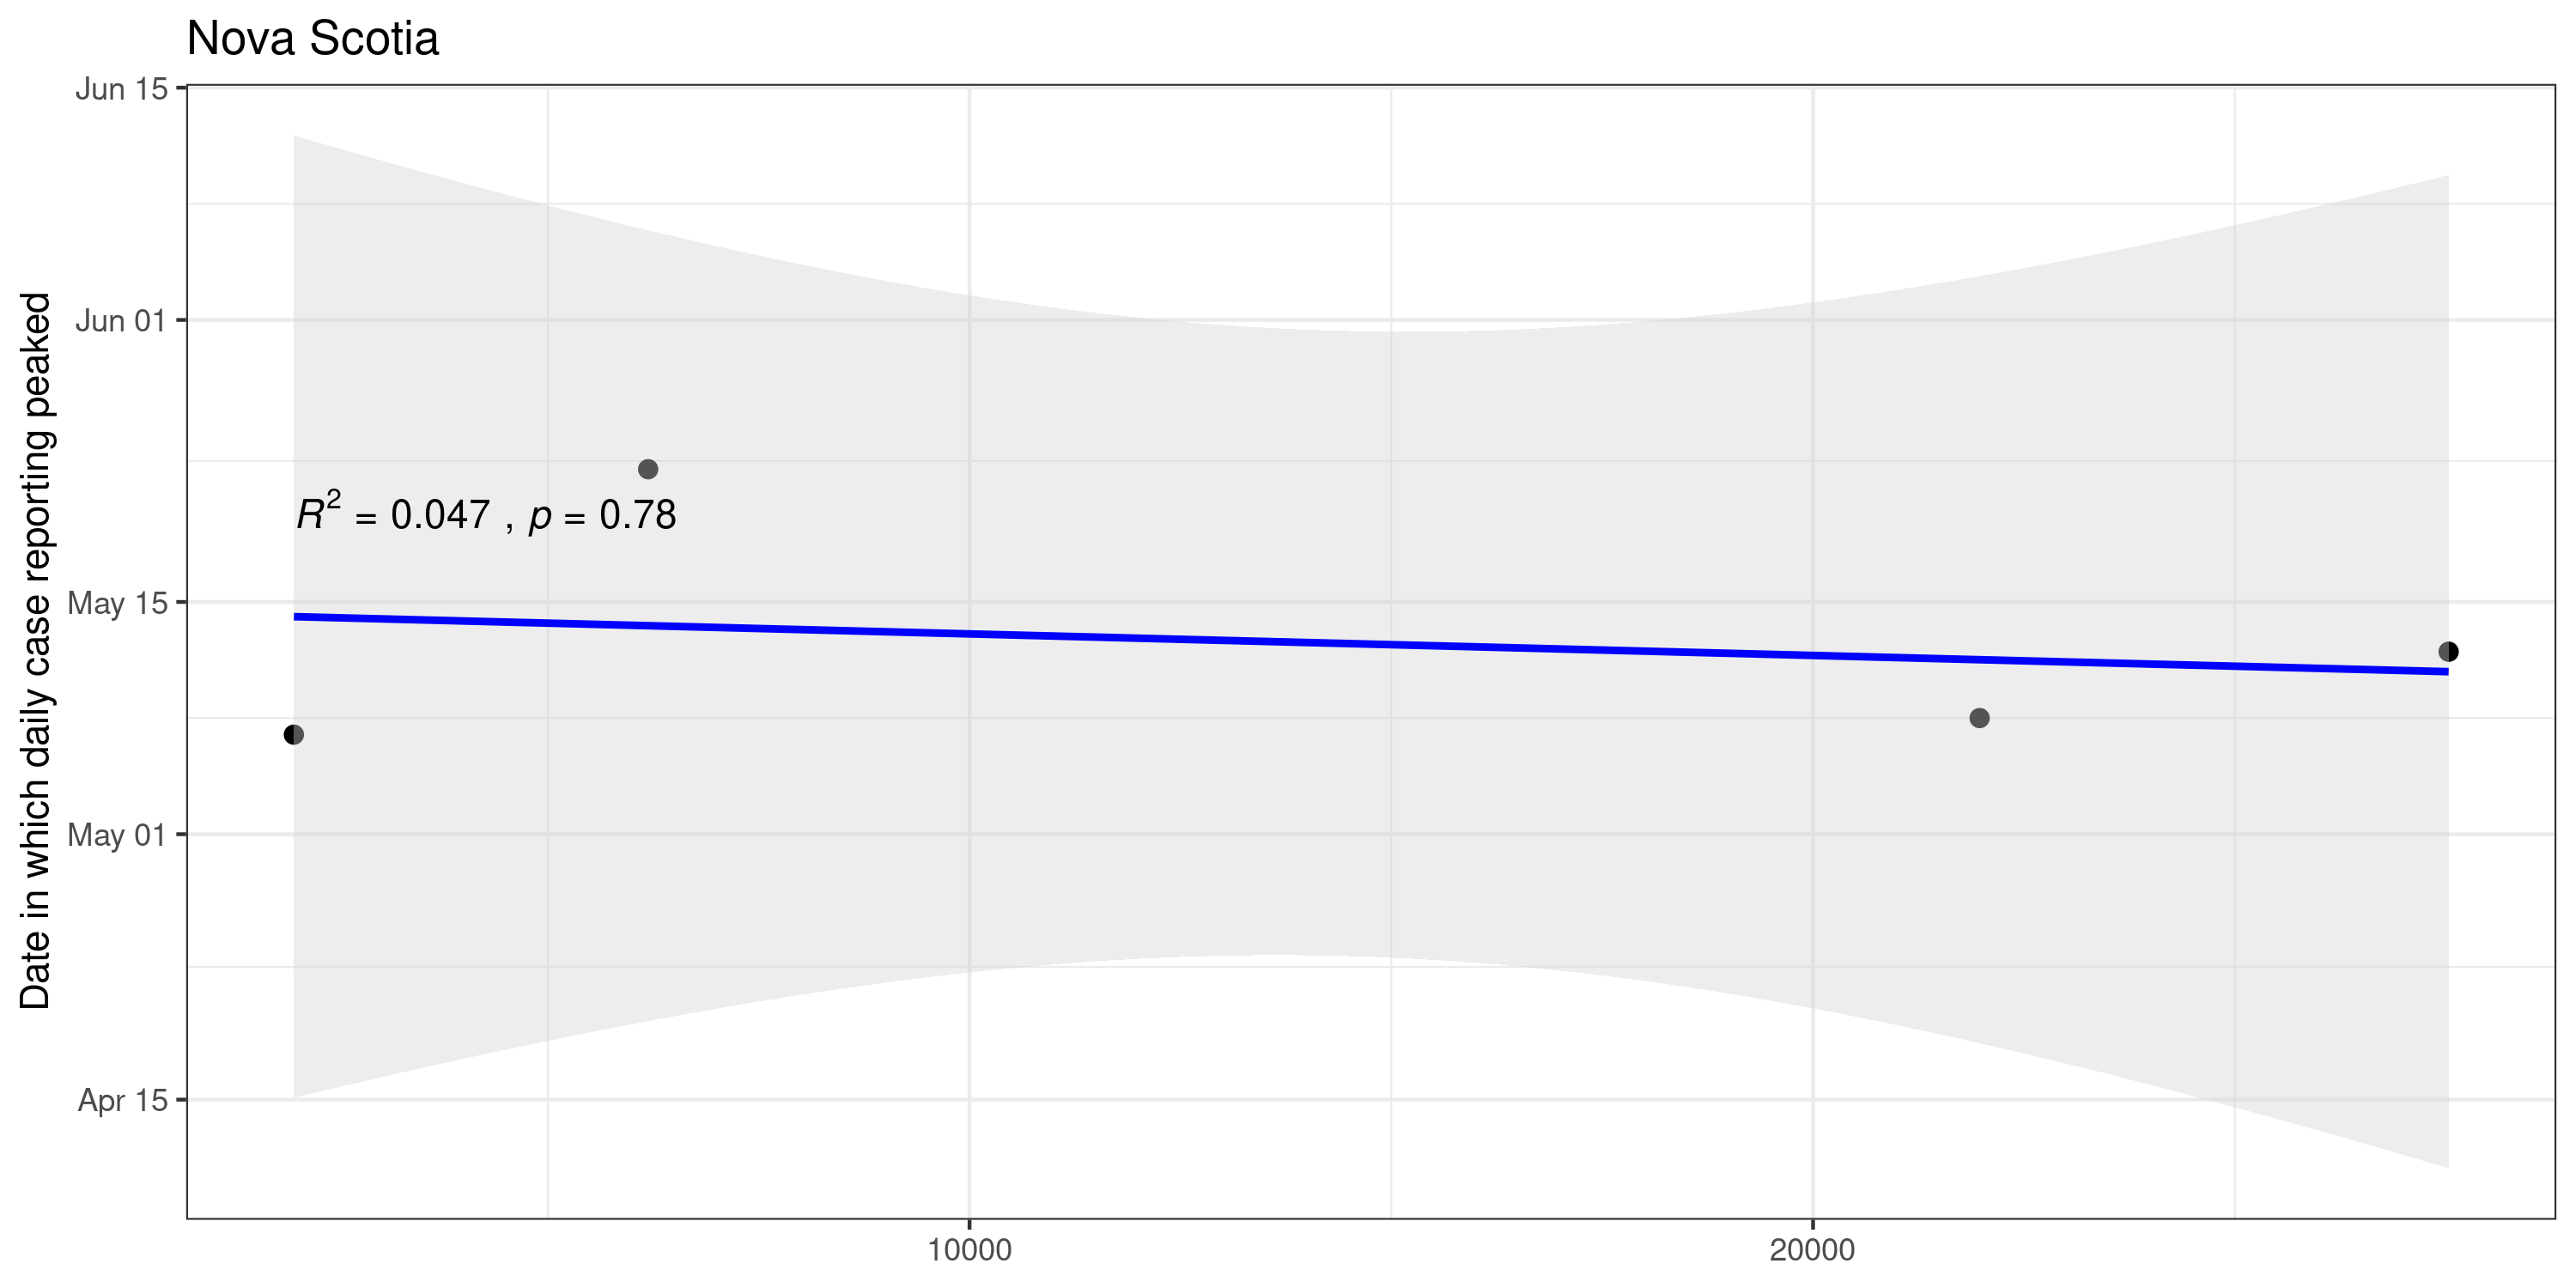 Nova Scotia
Date in which daily case reporting peaked
Jun 15
Jun 01
May 15
May 01
Apr 15
R² = 0.047 , p = 0.78
10000
20000